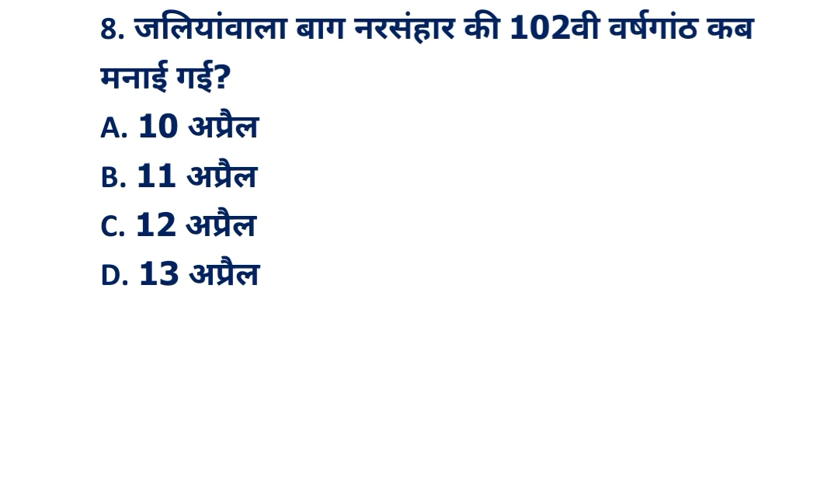 8. जलियांवाला बाग नरसंहार की 102वी वर्षगांठ कब
मनाई गई?
A. 10 अप्रैल
B. 11 अप्रैल
C. 12 अप्रैल
D. 13 अप्रैल